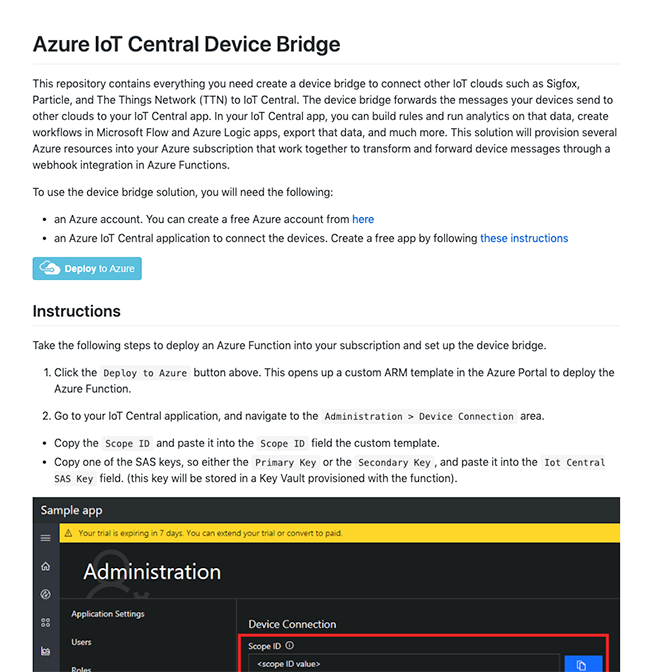 Azure IoT Central Device Bridge
This repository contains everything you need create a device bridge to connect other IoT clouds such as Sigfox,
Particle, and The Things Network (TTN) to IoT Central. The device bridge forwards the messages your devices send to
other clouds to your IoT Central app. In your IoT Central app, you can build rules and run analytics on that data, create
workflows in Microsoft Flow and Azure Logic apps, export that data, and much more. This solution will provision several
Azure resources into your Azure subscription that work together to transform and forward device messages through a
webhook integration in Azure Functions.
To use the device bridge solution, you will need the following:
• an Azure account. You can create a free Azure account from here
• an Azure IoT Central application to connect the devices. Create a free app by following these instructions
Deploy to Azure
Instructions
Take the following steps to deploy an Azure Function into your subscription and set up the device bridge.
1. Click the Deploy to Azure button above. This opens up a custom ARM template in the Azure Portal to deploy the
Azure Function.
2. Go to your IoT Central application, and navigate to the Administration > Device Connection area.
• Copy the Scope ID and paste it into the Scope ID field the custom template.
• Copy one of the SAS keys, so either the Primary Key or the Secondary Key , and paste it into the Iot Central
SAS Key field. (this key will be stored in a Key Vault provisioned with the function).
Sample app
Your trial is expiring in 7 days. You can extend your trial or convert to paid.
Administration
Application Settings
Device Connection
Users
Scope ID
<scope ID value>
Roles